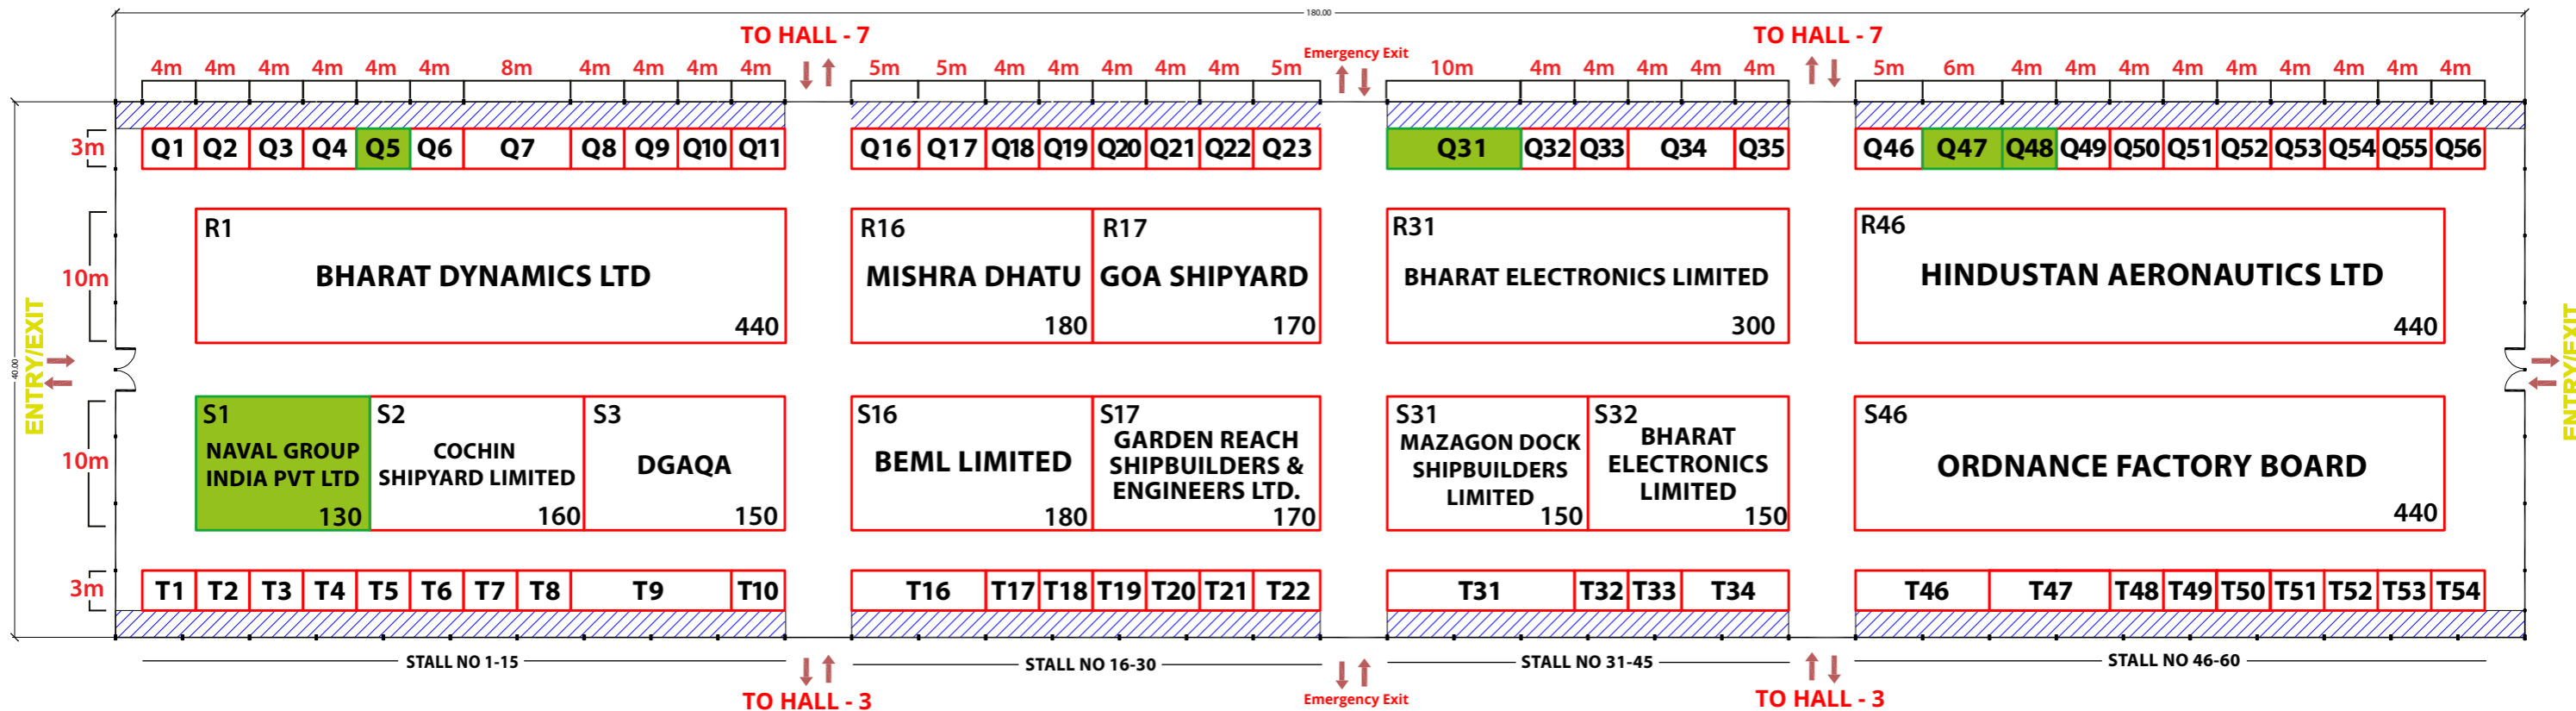 180.00
TO HALL - 7
Emergency Exit
TO HALL - 7
4m 4m 4m 4m 4m 4m 8m 4m 4m 4m 4m
5m 5m 4m 4m 4m 4m 4m 5m
10m 4m 4m 4m 4m 4m
5m 6m 4m 4m 4m 4m 4m 4m 4m 4m 4m
3m
Q1 Q2 Q3 Q4 Q5 Q6 Q7 Q8 Q9 Q10 Q11
Q16 Q17 Q18 Q19 Q20 Q21 Q22 Q23
Q31 Q32 Q33 Q34 Q35
Q46 Q47 Q48 Q49 Q50 Q51 Q52 Q53 Q54 Q55 Q56
10m
R1
BHARAT DYNAMICS LTD
440
R16
MISHRA DHATU
180
R17
GOA SHIPYARD
170
R31
BHARAT ELECTRONICS LIMITED
300
R46
HINDUSTAN AERONAUTICS LTD
440
40.00
ENTRY/EXIT
ENTRY/EXIT
10m
S1
NAVAL GROUP
INDIA PVT LTD
130
S2
COCHIN
SHIPYARD LIMITED
160
S3
DGAQA
150
S16
BEML LIMITED
180
S17
GARDEN REACH
SHIPBUILDERS &
ENGINEERS LTD.
170
S31
MAZAGON DOCK
SHIPBUILDERS
LIMITED
150
S32
BHARAT
ELECTRONICS
LIMITED
150
S46
ORDNANCE FACTORY BOARD
440
3m
T1 T2 T3 T4 T5 T6 T7 T8 T9 T10
T16 T17 T18 T19 T20 T21 T22
T31 T32 T33 T34
T46 T47 T48 T49 T50 T51 T52 T53 T54
STALL NO 1-15
STALL NO 16-30
STALL NO 31-45
STALL NO 46-60
TO HALL - 3
Emergency Exit
TO HALL - 3